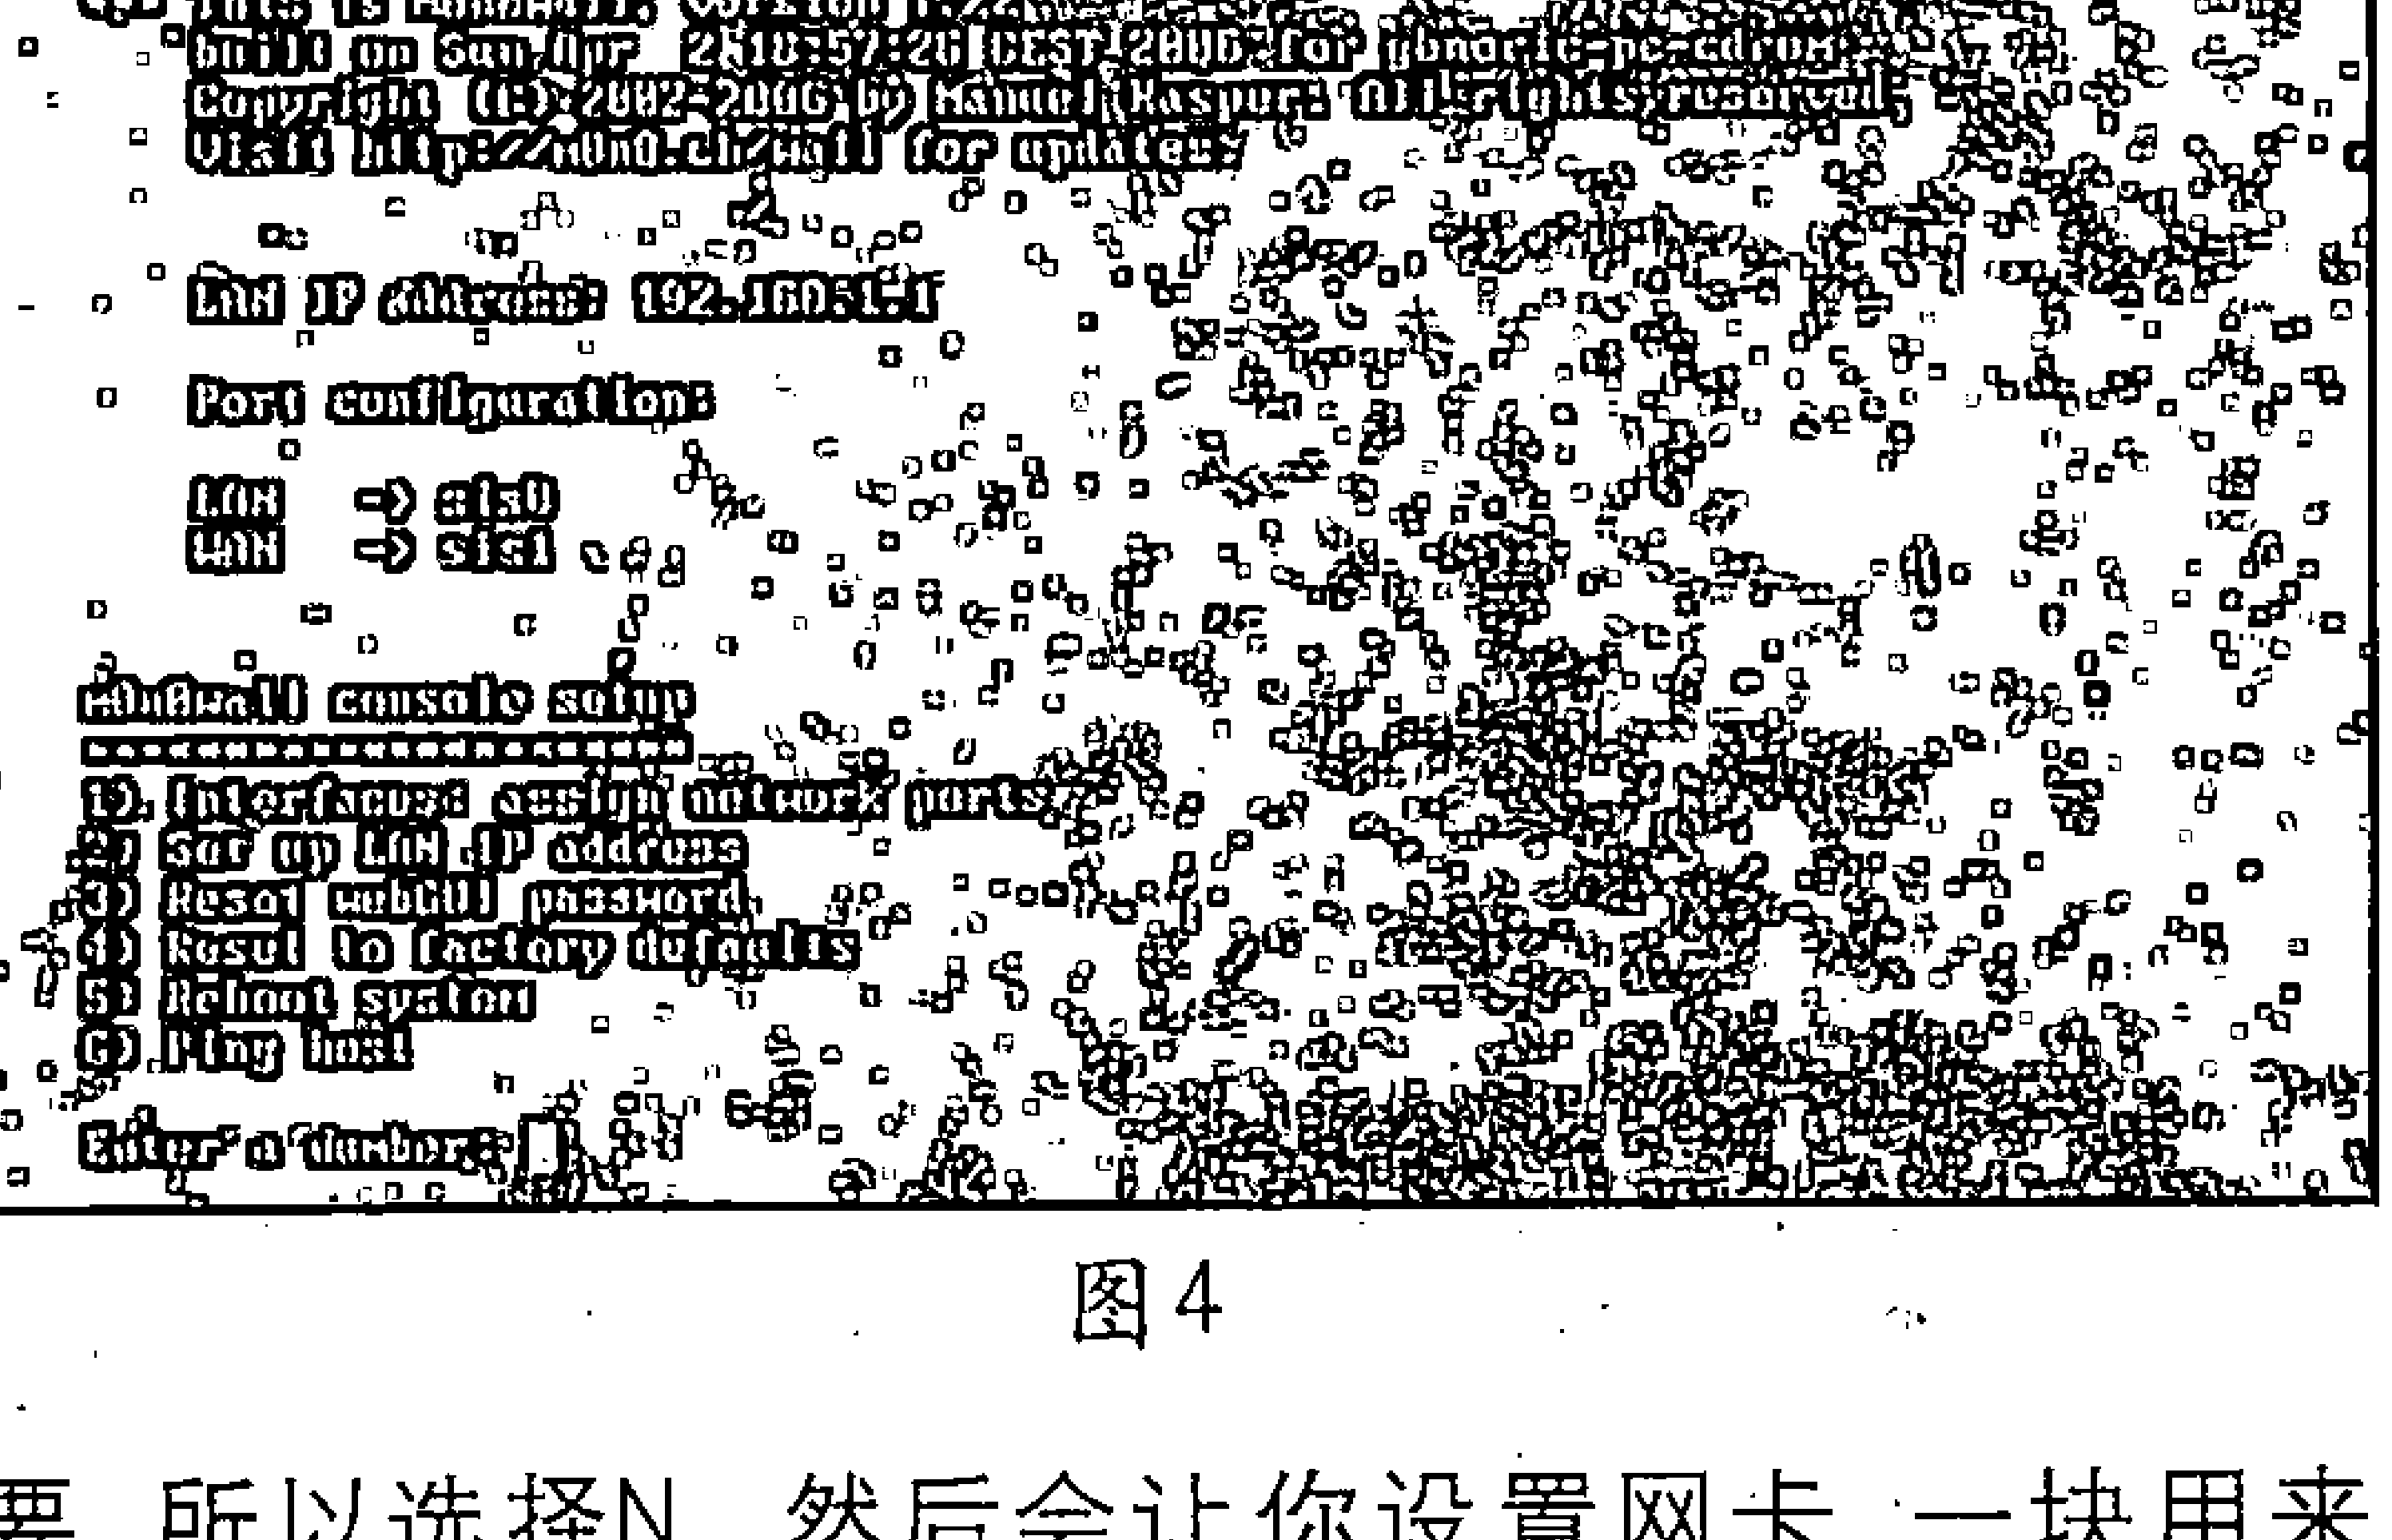 This is m0n0wall, version 1.22
built on Sun Apr 2 18:57:26 CEST 2006 for generic-pc-cdrom
Copyright (C) 2002-2006 by Manuel Kasper. All rights reserved.
Visit http://m0n0.ch/wall for updates.
LAN IP address: 192.168.1.1
Port configuration:
LAN -> sis0
WAN -> sis1
m0n0wall console setup
**********************
1) Interfaces: assign network ports
2) Set up LAN IP address
3) Reset webGUI password
4) Reset to factory defaults
5) Reboot system
6) Ping host
Enter a number:
图4
要 所以选择N 然后会让你设置网卡 一块用来